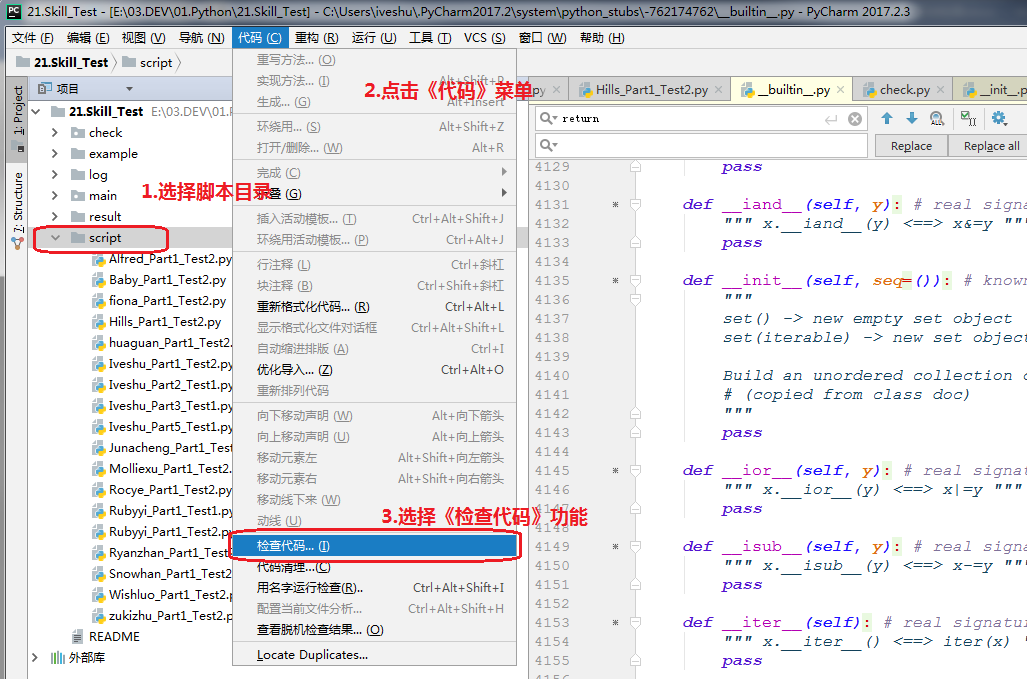 21.Skill_Test - [E:\03.DEV\01.Python\21.Skill_Test] - C:\Users\iveshu\.PyCharm2017.2\system\python_stubs\-762174762\__builtin__.py - PyCharm 2017.2.3
文件 (F) 编辑 (E) 视图 (V) 导航 (N) 代码 (C) 重构 (R) 运行 (U) 工具 (T) VCS (S) 窗口 (W) 帮助 (H)
21.Skill_Test script
1: Project
7: Structure
项目
21.Skill_Test E:\03.DEV\01.P
check
example
log
main
result
script
Alfred_Part1_Test2.py
Baby_Part1_Test2.py
fiona_Part1_Test2.py
Hills_Part1_Test2.py
huaguan_Part1_Test2.
Iveshu_Part1_Test2.py
Iveshu_Part2_Test1.py
Iveshu_Part3_Test1.py
Iveshu_Part5_Test1.py
Junacheng_Part1_Test
Molliexu_Part1_Test2.
Rocye_Part1_Test2.py
Rubyyi_Part1_Test1.py
Rubyyi_Part1_Test2.py
Ryanzhan_Part1_Test
Snowhan_Part1_Test2
Wishluo_Part1_Test2.p
zukizhu_Part1_Test2.p
README
外部库
1.选择脚本目录
2.点击《代码》菜单
3.选择《检查代码》功能
重写方法... (O)
实现方法... (I) Alt+Shift+P
生成... (G) Alt+Insert
环绕用... (S) Alt+Shift+Z
打开/删除... (W) Alt+R
完成 (C)
折叠 (G)
插入活动模板... (T) Ctrl+Alt+Shift+J
环绕用活动模板... (P) Ctrl+Alt+J
行注释 (L) Ctrl+斜杠
块注释 (B) Ctrl+Shift+斜杠
重新格式化代码... (R) Ctrl+Alt+L
显示格式化文件对话框 Ctrl+Alt+Shift+L
自动缩进排版 (A) Ctrl+I
优化导入... (Z) Ctrl+Alt+O
重新排列代码
向下移动声明 (W) Alt+向下箭头
向上移动声明 (U) Alt+向上箭头
移动元素左 Alt+Shift+向左箭头
移动元素右 Alt+Shift+向右箭头
移动线下来 (W)
动线 (U)
检查代码... (I)
代码清理...(C)
用名字运行检查(R).. Ctrl+Alt+Shift+I
配置当前文件分析... Ctrl+Alt+Shift+H
查看脱机检查结果... (O)
Locate Duplicates...
py Hills_Part1_Test2.py __builtin__.py check.py __init__.p
return
Replace Replace all
4129 pass
4130
4131 def __iand__(self, y): # real signa
4132 """ x.__iand__(y) <==> x&=y """
4133 pass
4134
4135 def __init__(self, seq=()): # known
4136 """
4137 set() -> new empty set object
4138 set(iterable) -> new set object
4139
4140 Build an unordered collection o
4141 # (copied from class doc)
4142 """
4143 pass
4144
4145 def __ior__(self, y): # real signatu
4146 """ x.__ior__(y) <==> x|=y """
4147 pass
4148
4149 def __isub__(self, y): # real signa
4150 """ x.__isub__(y) <==> x-=y """
4151 pass
4152
4153 def __iter__(self): # real signatur
4154 """ x.__iter__() <==> iter(x) "
4155 pass
4156